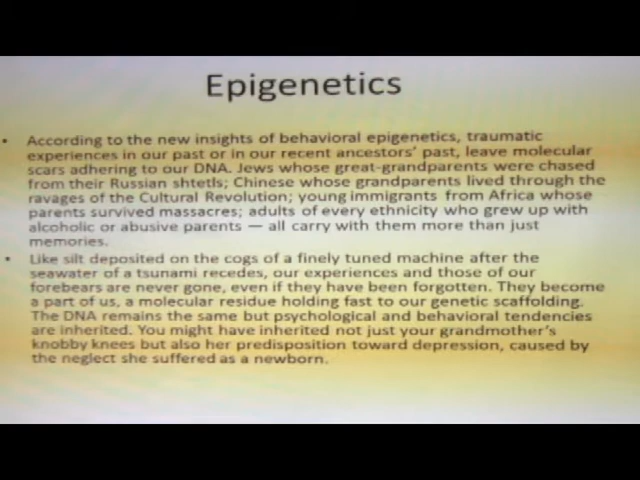 Epigenetics
• According to the new insights of behavioral epigenetics, traumatic
experiences in our past or in our recent ancestors' past, leave molecular
scars adhering to our DNA. Jews whose great-grandparents were chased
from their Russian shtetls; Chinese whose grandparents lived through the
ravages of the Cultural Revolution; young immigrants from Africa whose
parents survived massacres; adults of every ethnicity who grew up with
alcoholic or abusive parents — all carry with them more than just
memories.
• Like silt deposited on the cogs of a finely tuned machine after the
seawater of a tsunami recedes, our experiences and those of our
forebears are never gone, even if they have been forgotten. They become
a part of us, a molecular residue holding fast to our genetic scaffolding.
The DNA remains the same but psychological and behavioral tendencies
are inherited. You might have inherited not just your grandmother's
knobby knees but also her predisposition toward depression, caused by
the neglect she suffered as a newborn.